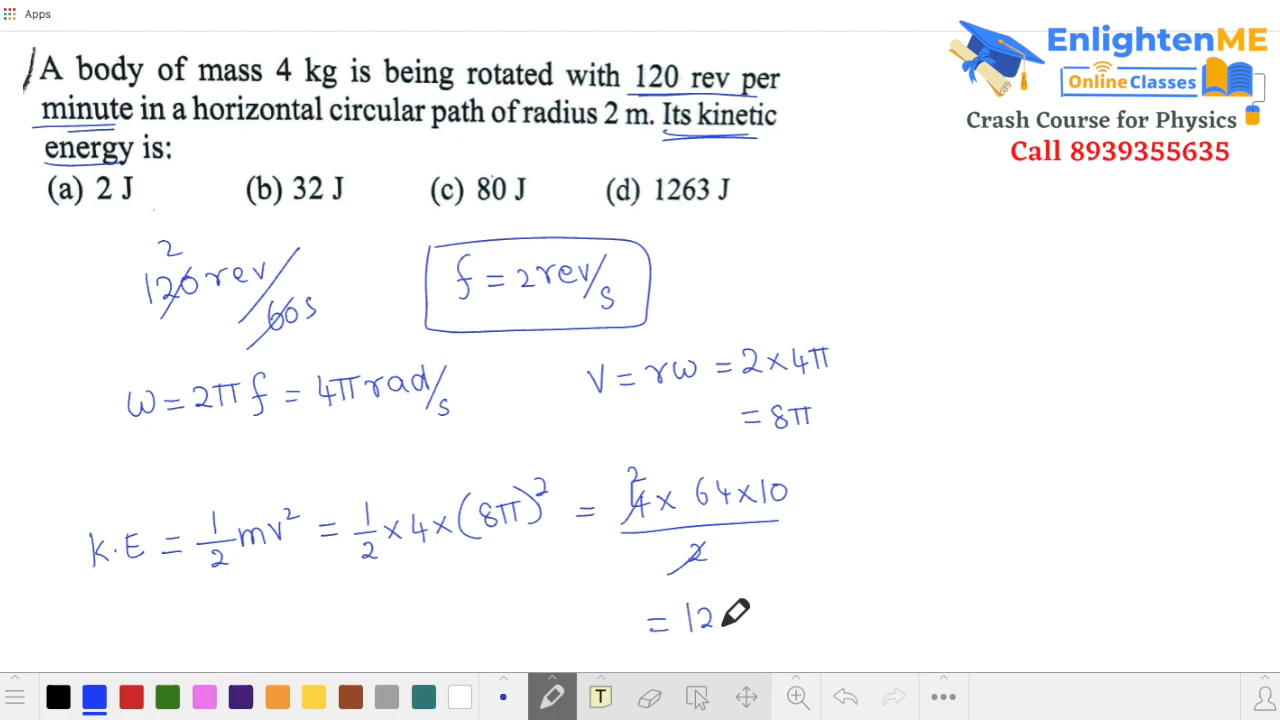 Apps
EnlightenME
Online Classes
Crash Course for Physics
Call 8939355635
A body of mass 4 kg is being rotated with 120 rev per
minute in a horizontal circular path of radius 2 m. Its kinetic
energy is:
(a) 2 J (b) 32 J (c) 80 J (d) 1263 J
2
120 rev/60s
f = 2rev/s
ω = 2π f = 4π rad/s
V = rω = 2 × 4π
= 8π
K.E = 1/2 mv² = 1/2 × 4 × (8π)² = 4 × 64 × 10 / 2
2
= 12
T